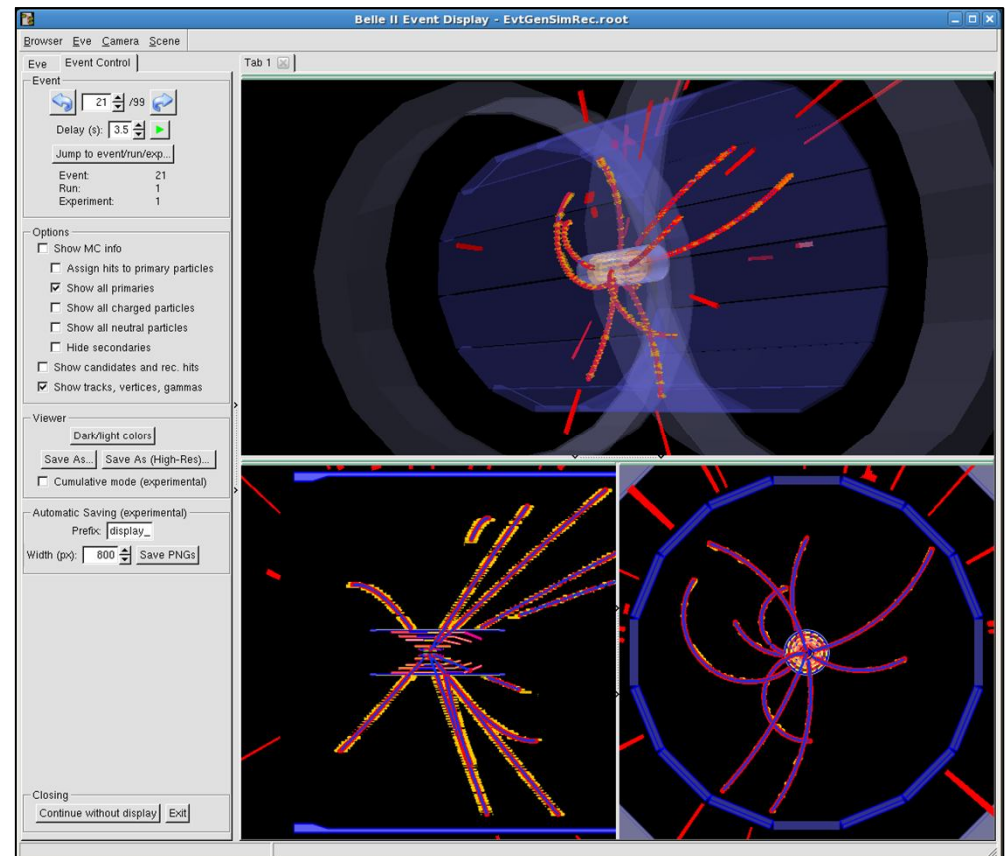 Belle II Event Display - EvtGenSimRec.root
Browser Eve Camera Scene
Eve Event Control Tab 1
Event
21 /99
Delay (s): 3.5
Jump to event/run/exp...
Event: 21
Run: 1
Experiment: 1
Options
Show MC info
Assign hits to primary particles
Show all primaries
Show all charged particles
Show all neutral particles
Hide secondaries
Show candidates and rec. hits
Show tracks, vertices, gammas
Viewer
Dark/light colors
Save As... Save As (High-Res)...
Cumulative mode (experimental)
Automatic Saving (experimental)
Prefix: display_
Width (px): 800 Save PNGs
Closing
Continue without display Exit